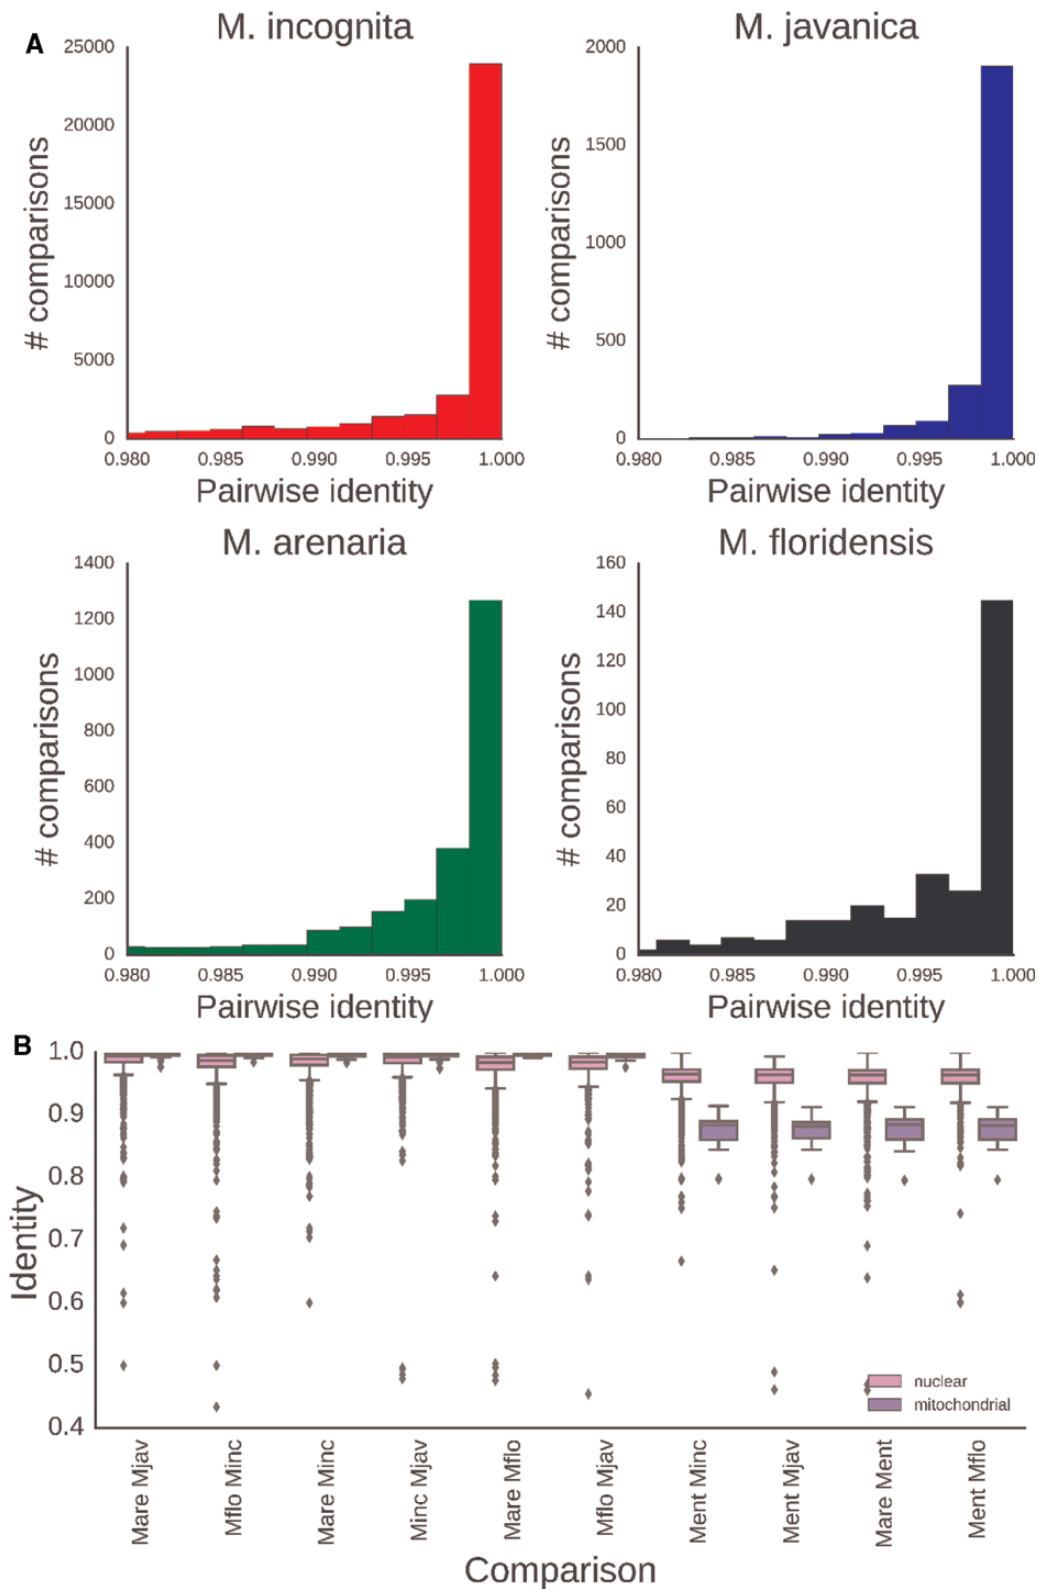 A
M. incognita
25000
20000
15000
10000
5000
0
# comparisons
0.980 0.985 0.990 0.995 1.000
Pairwise identity
M. javanica
2000
1500
1000
500
0
# comparisons
0.980 0.985 0.990 0.995 1.000
Pairwise identity
M. arenaria
1400
1200
1000
800
600
400
200
0
# comparisons
0.980 0.985 0.990 0.995 1.000
Pairwise identity
M. floridensis
160
140
120
100
80
60
40
20
0
# comparisons
0.980 0.985 0.990 0.995 1.000
Pairwise identity
B
1.0
0.9
0.8
0.7
0.6
0.5
0.4
Identity
nuclear
mitochondrial
Mare Mjav
Mflo Minc
Mare Minc
Minc Mjav
Mare Mflo
Mflo Mjav
Ment Minc
Ment Mjav
Mare Ment
Ment Mflo
Comparison